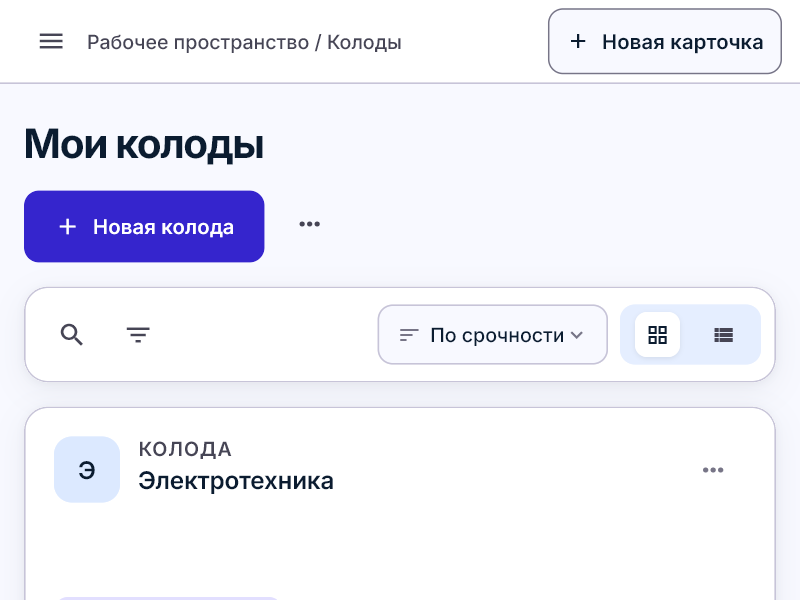 Рабочее пространство / Колоды
+ Новая карточка
Мои колоды
+ Новая колода
По срочности
Э
КОЛОДА
Электротехника